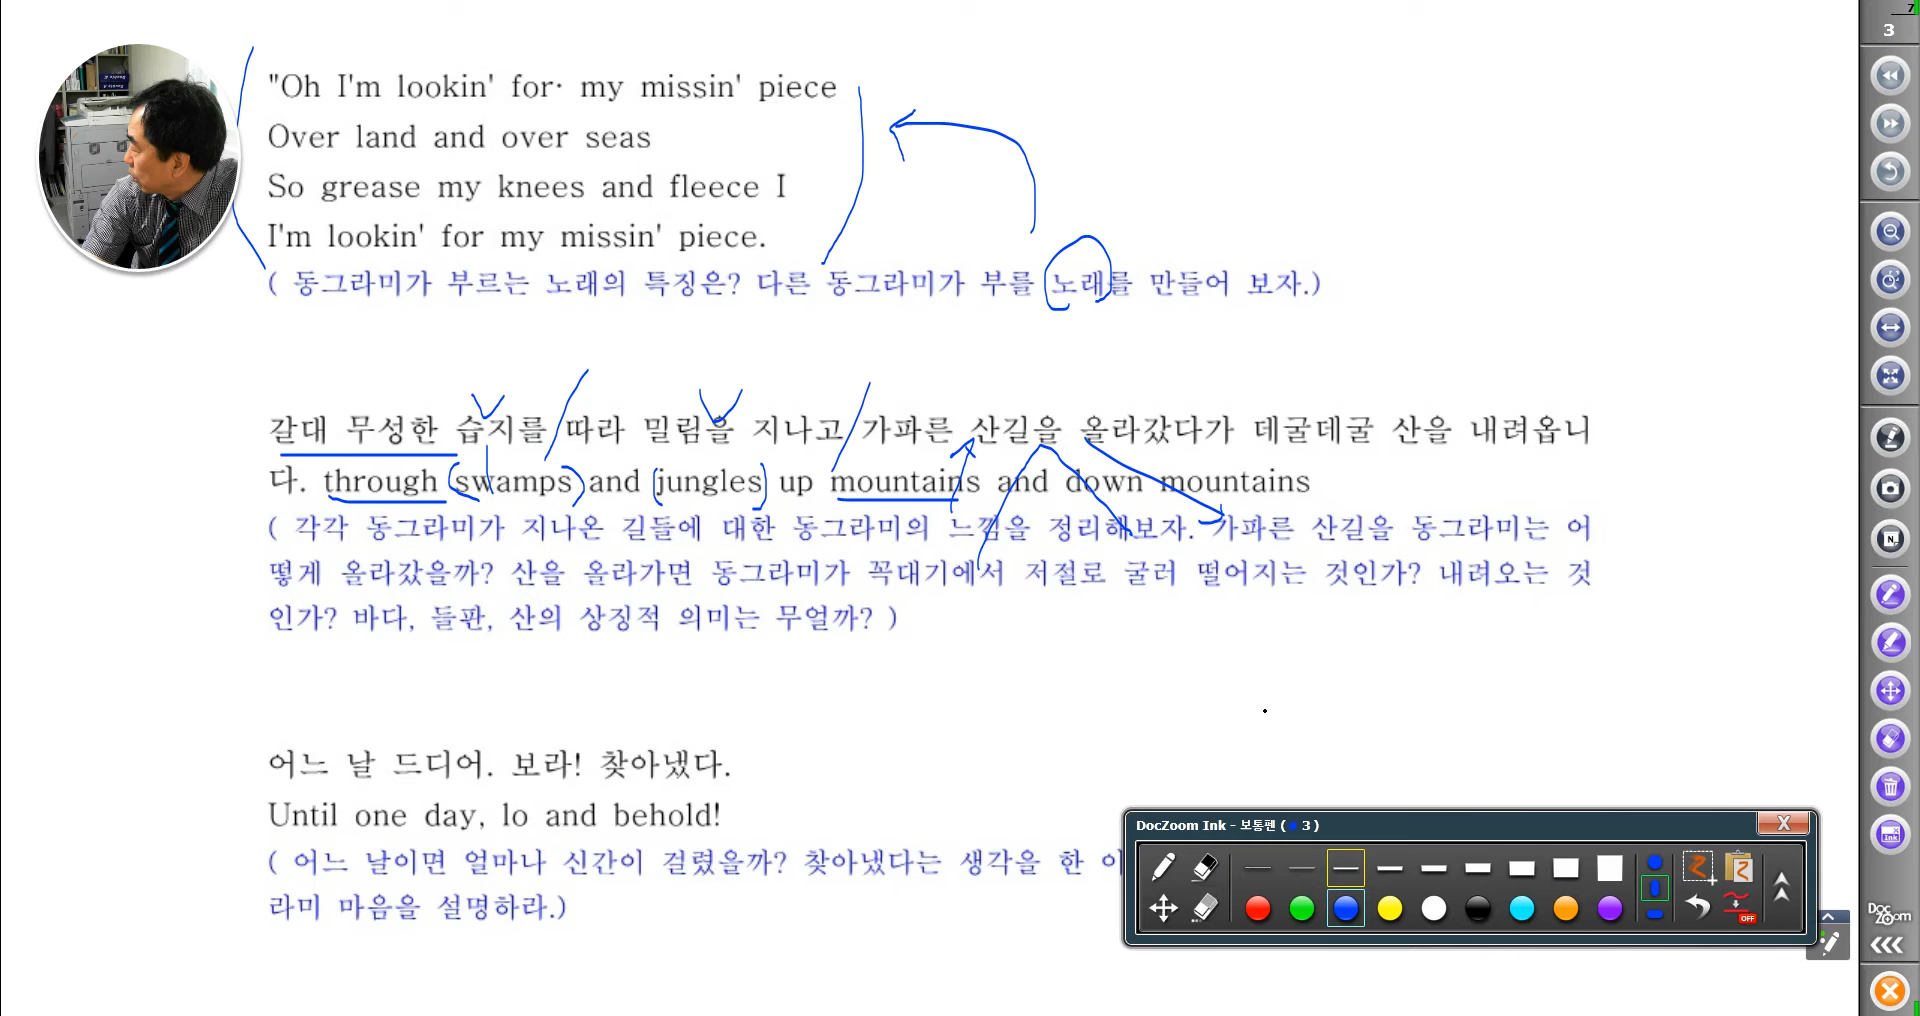 7
3
"Oh I'm lookin' for· my missin' piece
Over land and over seas
So grease my knees and fleece I
I'm lookin' for my missin' piece.
( 동그라미가 부르는 노래의 특징은? 다른 동그라미가 부를 노래를 만들어 보자.)
갈대 무성한 습지를 따라 밀림을 지나고 가파른 산길을 올라갔다가 데굴데굴 산을 내려옵니
다. through swamps and jungles up mountains and down mountains
( 각각 동그라미가 지나온 길들에 대한 동그라미의 느낌을 정리해보자. 가파른 산길을 동그라미는 어
떻게 올라갔을까? 산을 올라가면 동그라미가 꼭대기에서 저절로 굴러 떨어지는 것인가? 내려오는 것
인가? 바다, 들판, 산의 상징적 의미는 무얼까? )
어느 날 드디어. 보라! 찾아냈다.
Until one day, lo and behold!
( 어느 날이면 얼마나 신간이 걸렸을까? 찾아냈다는 생각을 한 이
라미 마음을 설명하라.)
DocZoom Ink - 보통펜 ( 3 )
OFF
Doc
Zoom